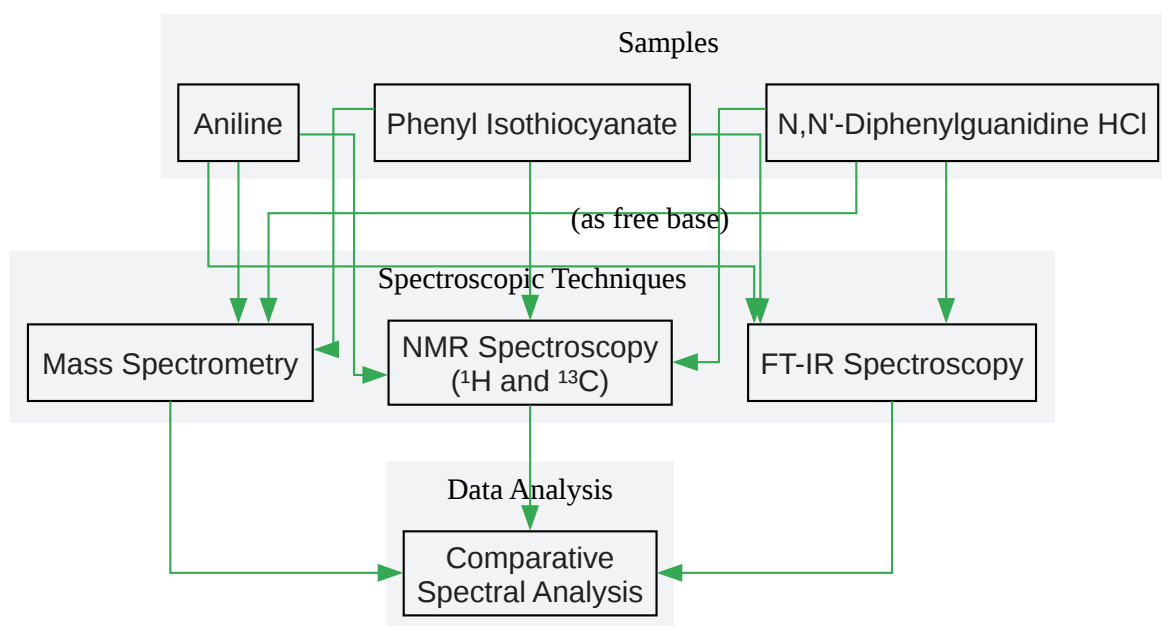 Samples
Aniline
Phenyl Isothiocyanate
N,N'-Diphenylguanidine HCl
(as free base)
Spectroscopic Techniques
Mass Spectrometry
NMR Spectroscopy
(¹H and ¹³C)
FT-IR Spectroscopy
Data Analysis
Comparative
Spectral Analysis